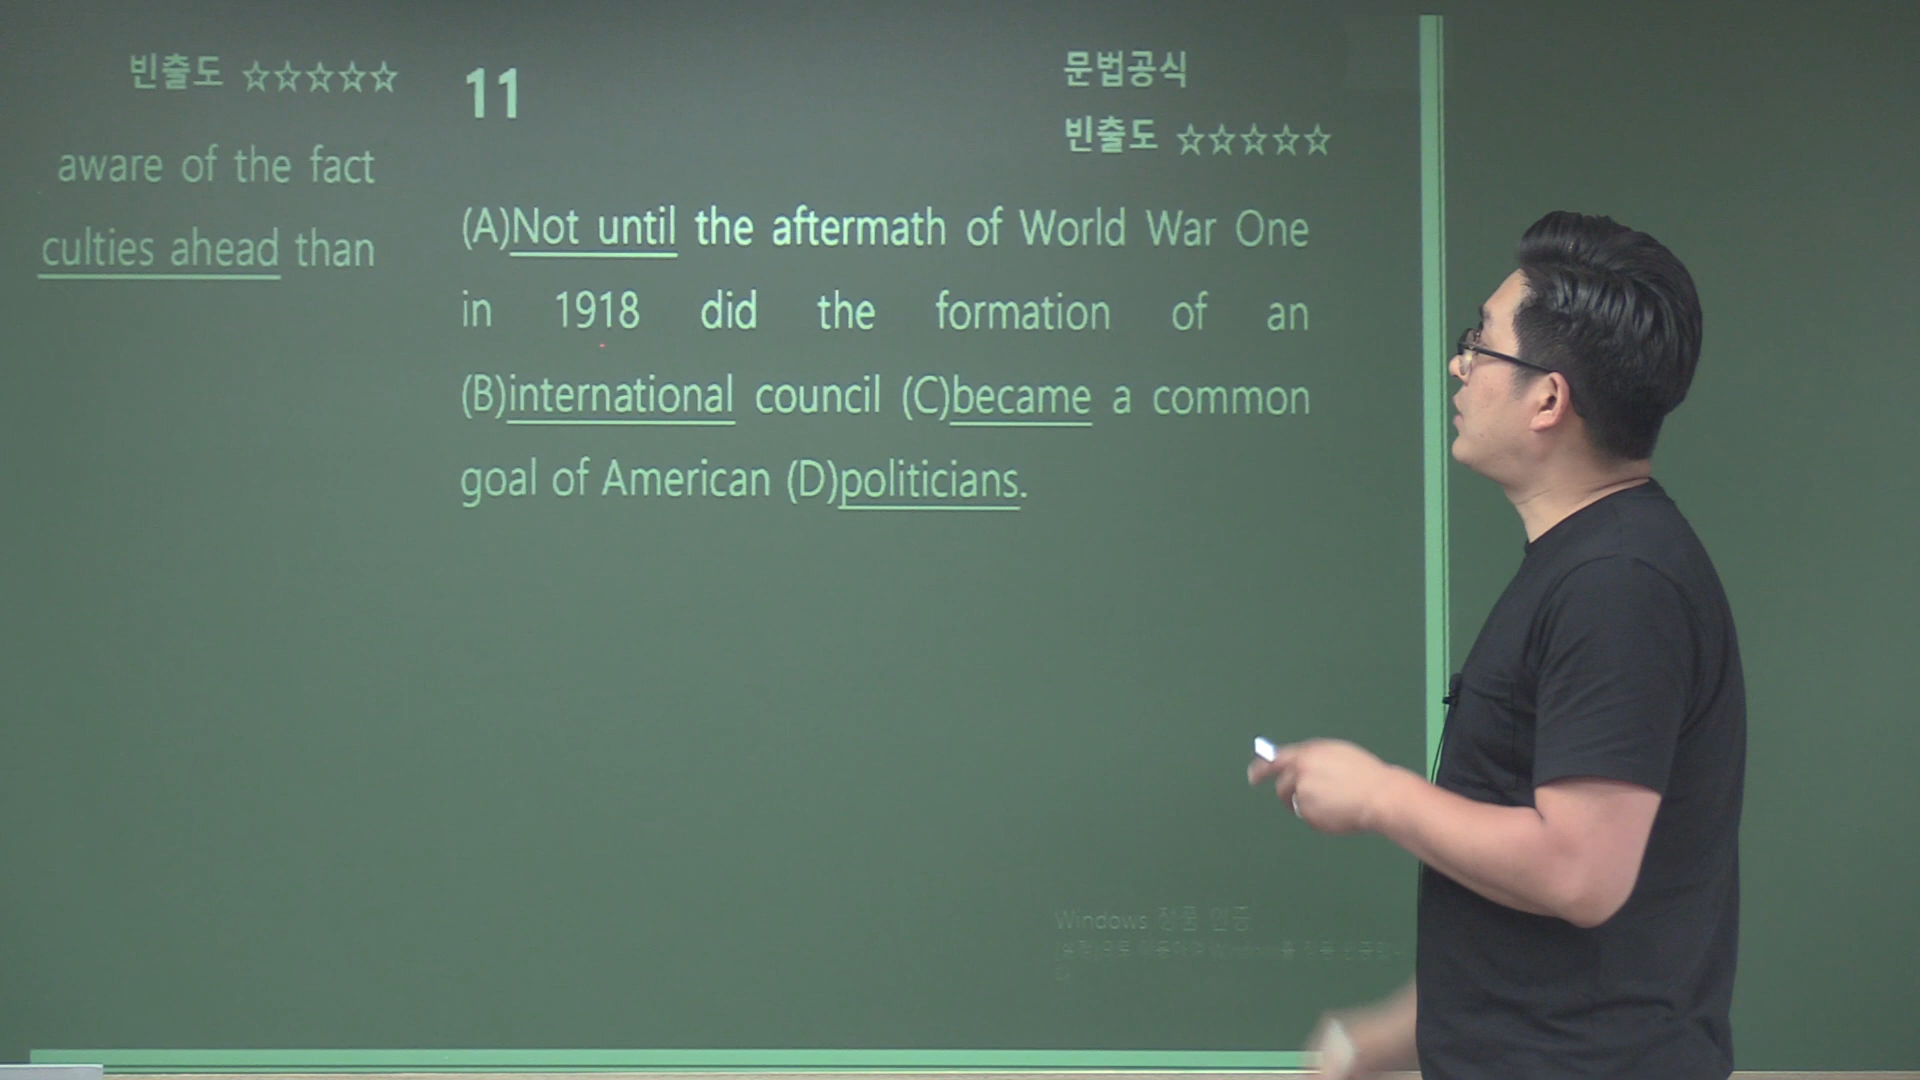 빈출도 ☆☆☆☆☆
aware of the fact
culties ahead than
11
문법공식
빈출도 ☆☆☆☆☆
(A)Not until the aftermath of World War One
in 1918 did the formation of an
(B)international council (C)became a common
goal of American (D)politicians.
Windows 정품 인증